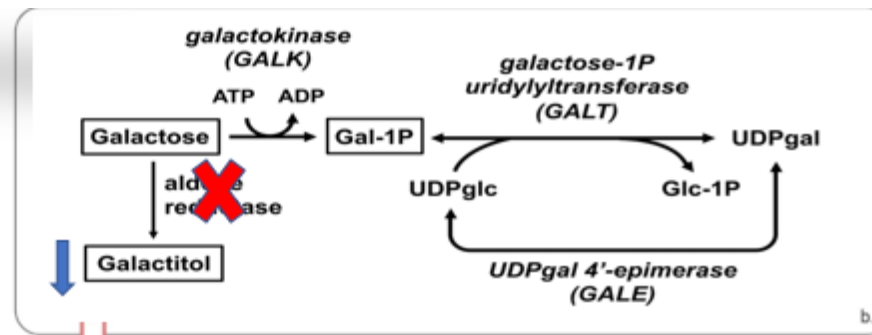 galactokinase
(GALK)
galactose-1P
uridylyltransferase
(GALT)
ATP ADP
Galactose
Gal-1P
UDPgal
UDPglc
Glc-1P
Galactitol
UDPgal 4'-epimerase
(GALE)
b.